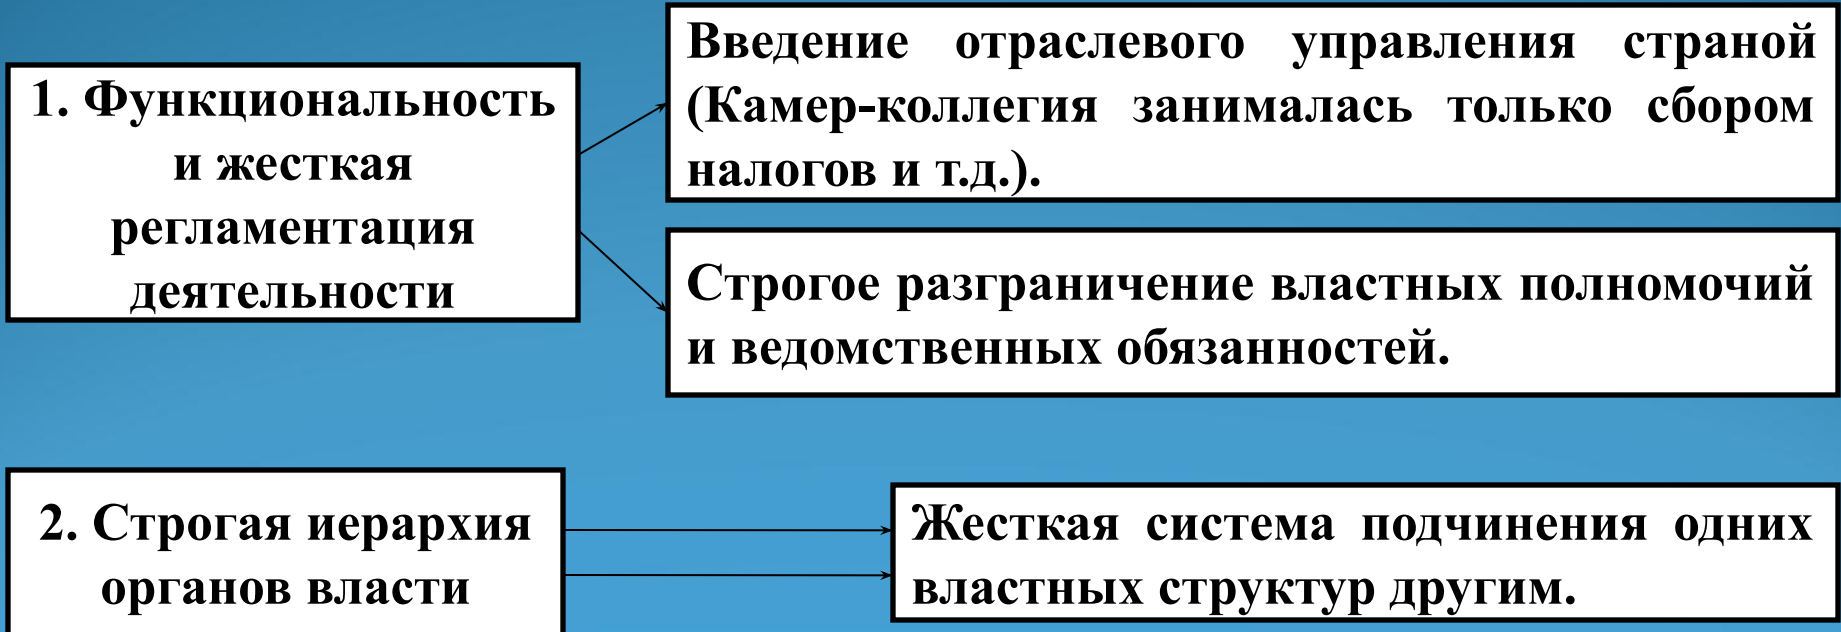 1. Функциональность
и жесткая
регламентация
деятельности
Введение отраслевого управления страной
(Камер-коллегия занималась только сбором
налогов и т.д.).
Строгое разграничение властных полномочий
и ведомственных обязанностей.
2. Строгая иерархия
органов власти
Жесткая система подчинения одних
властных структур другим.